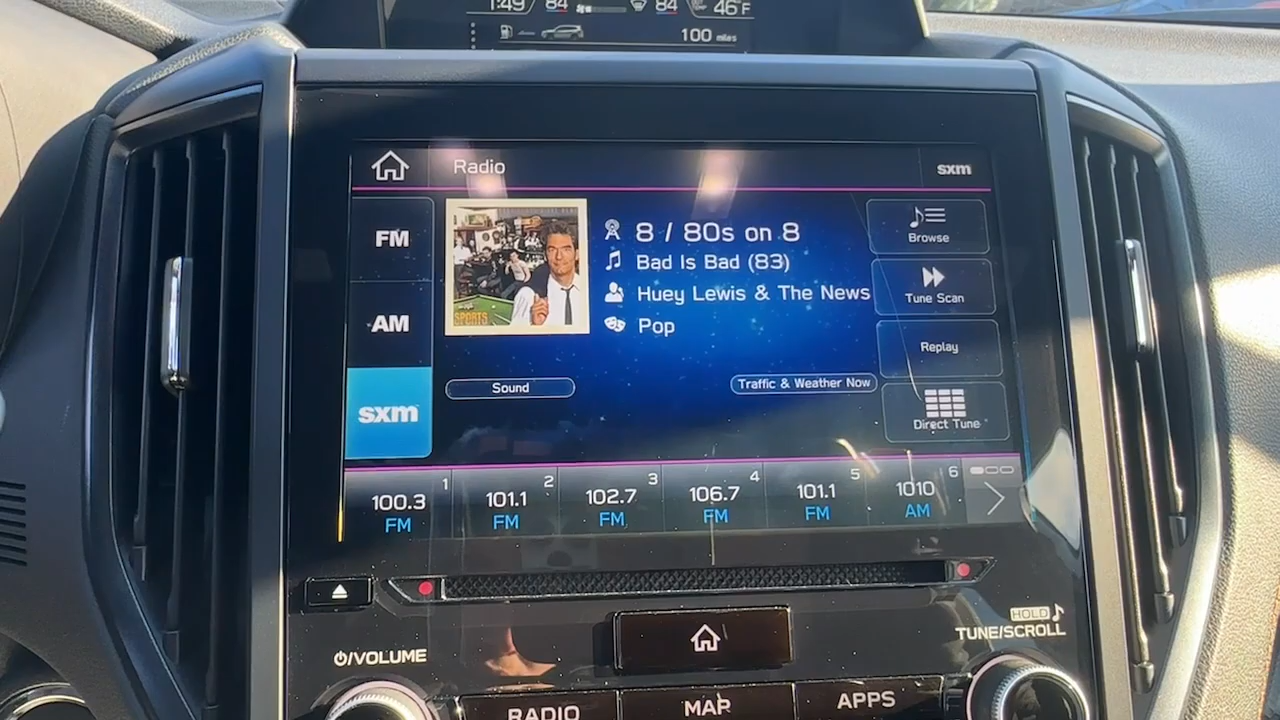 1:49 84 84 46°F
100 miles
Radio
sxm
FM
AM
sxm
SPORTS
8 / 80s on 8
Bad Is Bad (83)
Huey Lewis & The News
Pop
Sound
Traffic & Weather Now
Browse
Tune Scan
Replay
Direct Tune
1 2 3 4 5 6
100.3 101.1 102.7 106.7 101.1 1010
FM FM FM FM FM AM
HOLD
TUNE/SCROLL
/VOLUME
RADIO MAP APPS